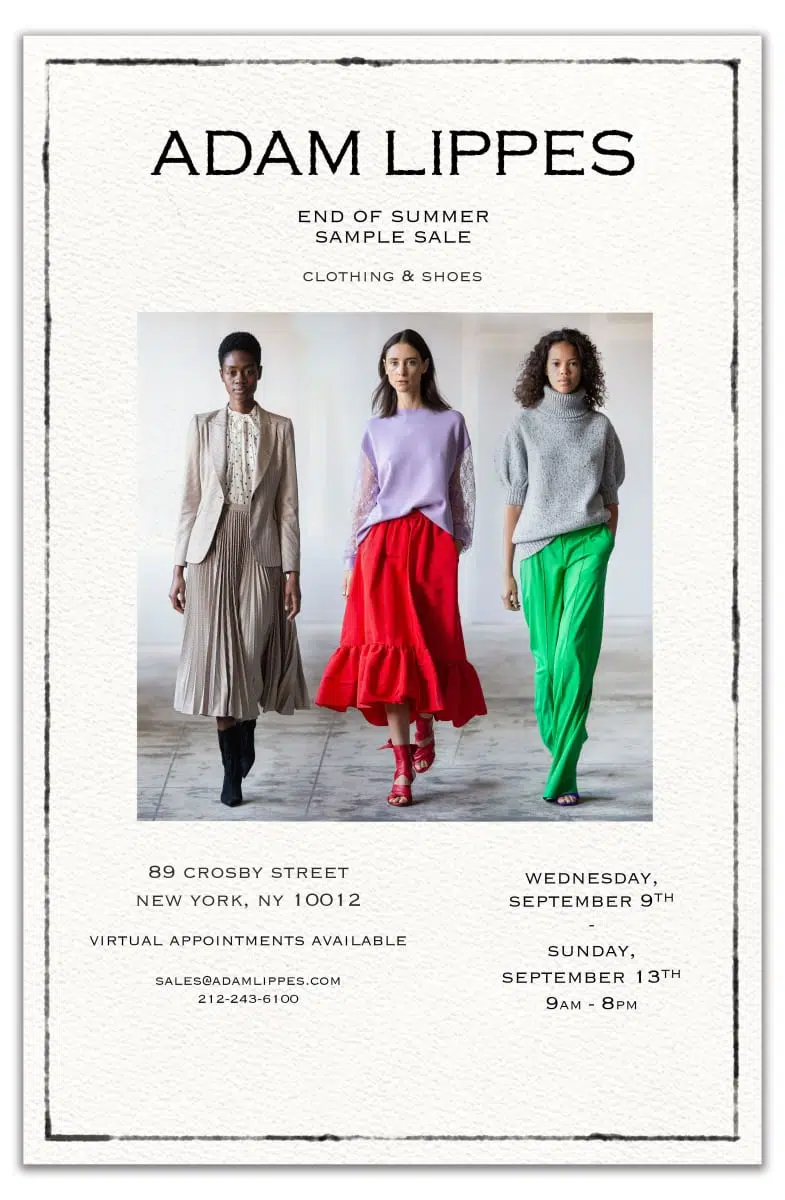 ADAM LIPPES
END OF SUMMER
SAMPLE SALE
CLOTHING & SHOES
89 CROSBY STREET
NEW YORK, NY 10012
VIRTUAL APPOINTMENTS AVAILABLE
SALES@ADAMLIPPES.COM
212-243-6100
WEDNESDAY,
SEPTEMBER 9TH
-
SUNDAY,
SEPTEMBER 13TH
9AM - 8PM